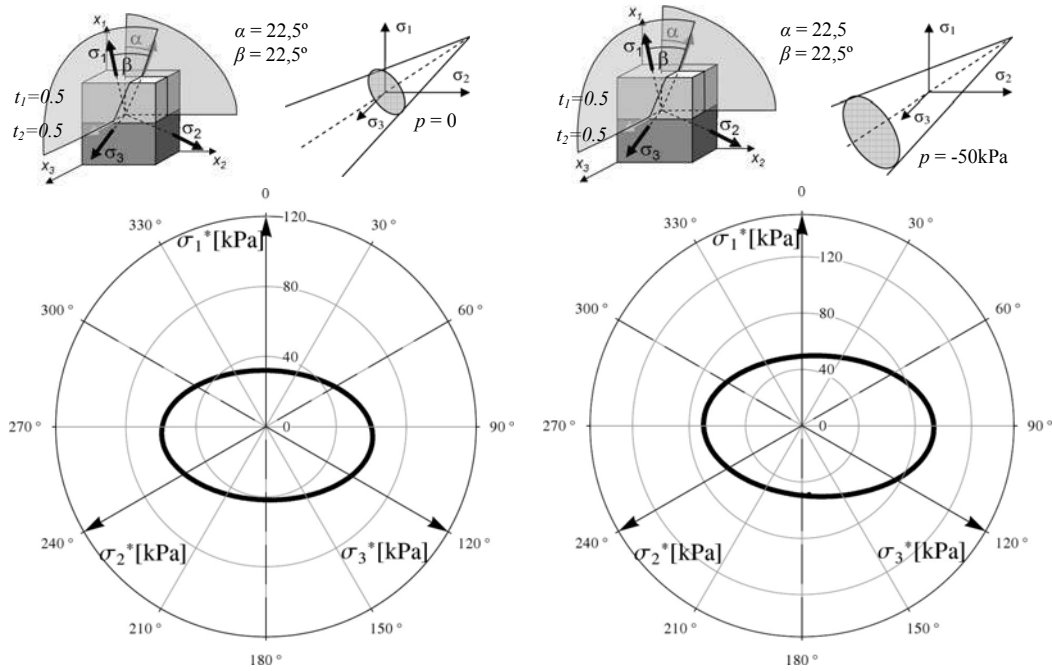 x1
σ1
α
β
α = 22,5º
β = 22,5º
t1=0.5
t2=0.5
σ2
σ3
x3
x2
σ1
σ2
σ3
p = 0
x1
σ1
α
β
α = 22,5
β = 22,5º
t1=0.5
t2=0.5
σ2
σ3
x3
x2
σ1
σ2
σ3
p = -50kPa
0
330 °
120
30 °
σ1*[kPa]
80
300 °
60 °
40
270 °
0
90 °
240 °
120 °
σ2*[kPa]
σ3*[kPa]
210 °
150 °
180 °
0
330 °
30 °
σ1*[kPa]
120
300 °
80
60 °
40
270 °
0
90 °
240 °
120 °
σ2*[kPa]
σ3*[kPa]
210 °
150 °
180 °